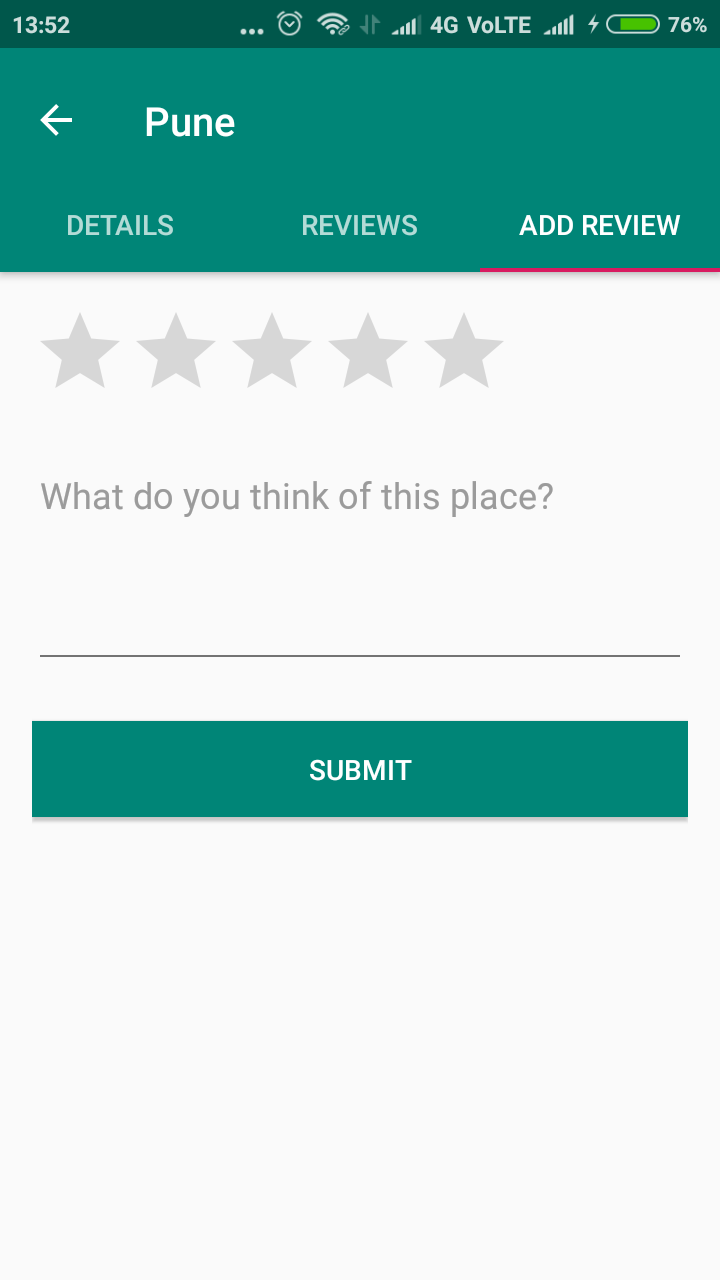 13:52 ... 4G VoLTE 76%
Pune
DETAILS REVIEWS ADD REVIEW
What do you think of this place?
SUBMIT